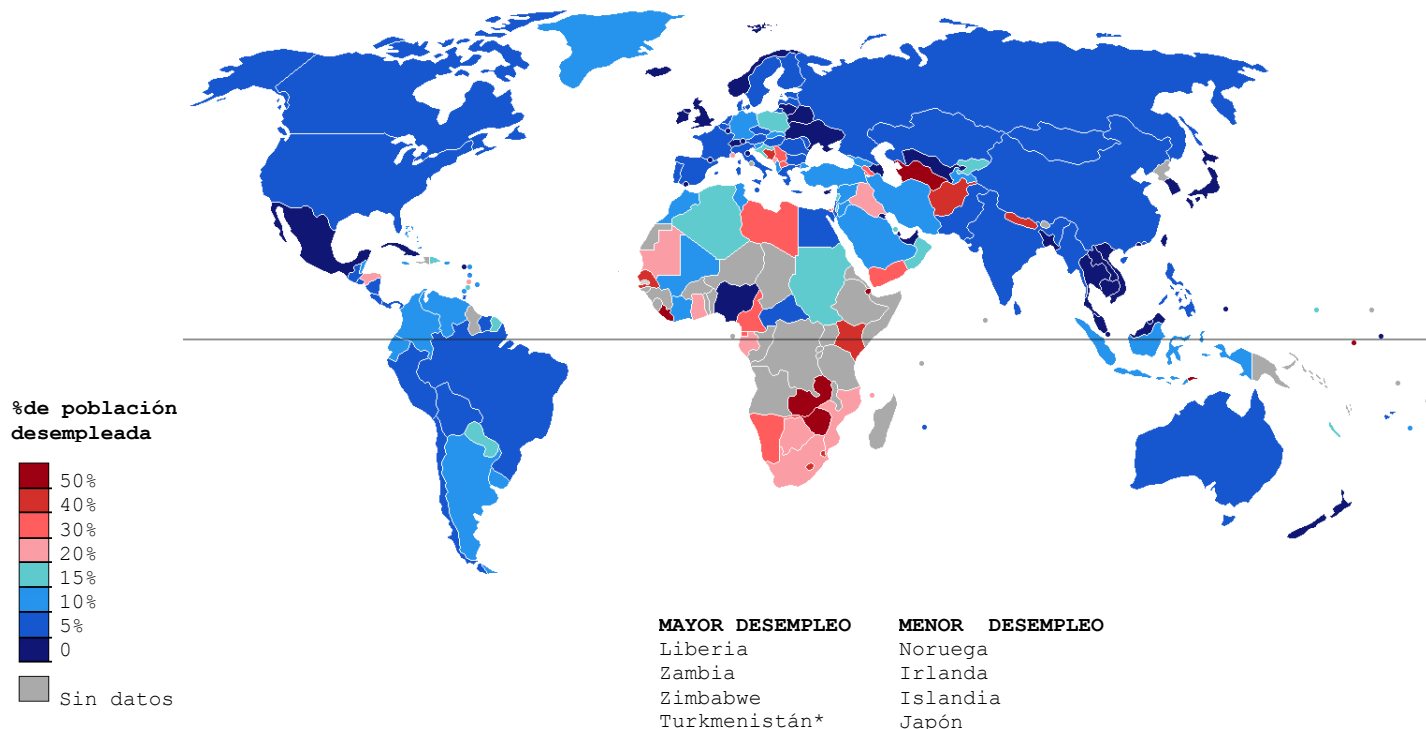 %de población
desempleada
50%
40%
30%
20%
15%
10%
5%
0
Sin datos
MAYOR DESEMPLEO
Liberia
Zambia
Zimbabwe
Turkmenistán*
MENOR DESEMPLEO
Noruega
Irlanda
Islandia
Japón